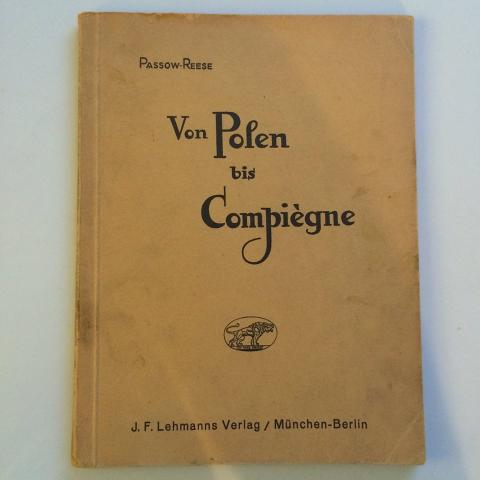 Passow-Reese
Von Polen
bis
Compiègne
J. F. Lehmanns Verlag / München-Berlin